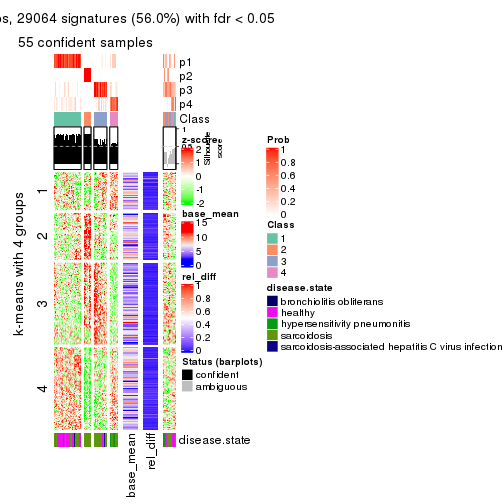 s, 29064 signatures (56.0%) with fdr < 0.05
55 confident samples
p1
p2
p3
p4
Class
1
0.5
Silhouette
score
z-score
2
1
0
-1
-2
base_mean
15
10
5
0
rel_diff
1
0.8
0.6
0.4
0.2
0
Status (barplots)
confident
ambiguous
Prob
1
0.8
0.6
0.4
0.2
0
Class
1
2
3
4
disease.state
bronchiolitis obliterans
healthy
hypersensitivity pneumonitis
sarcoidosis
sarcoidosis-associated hepatitis C virus infection
k-means with 4 groups
1
2
3
4
disease.state
base_mean
rel_diff